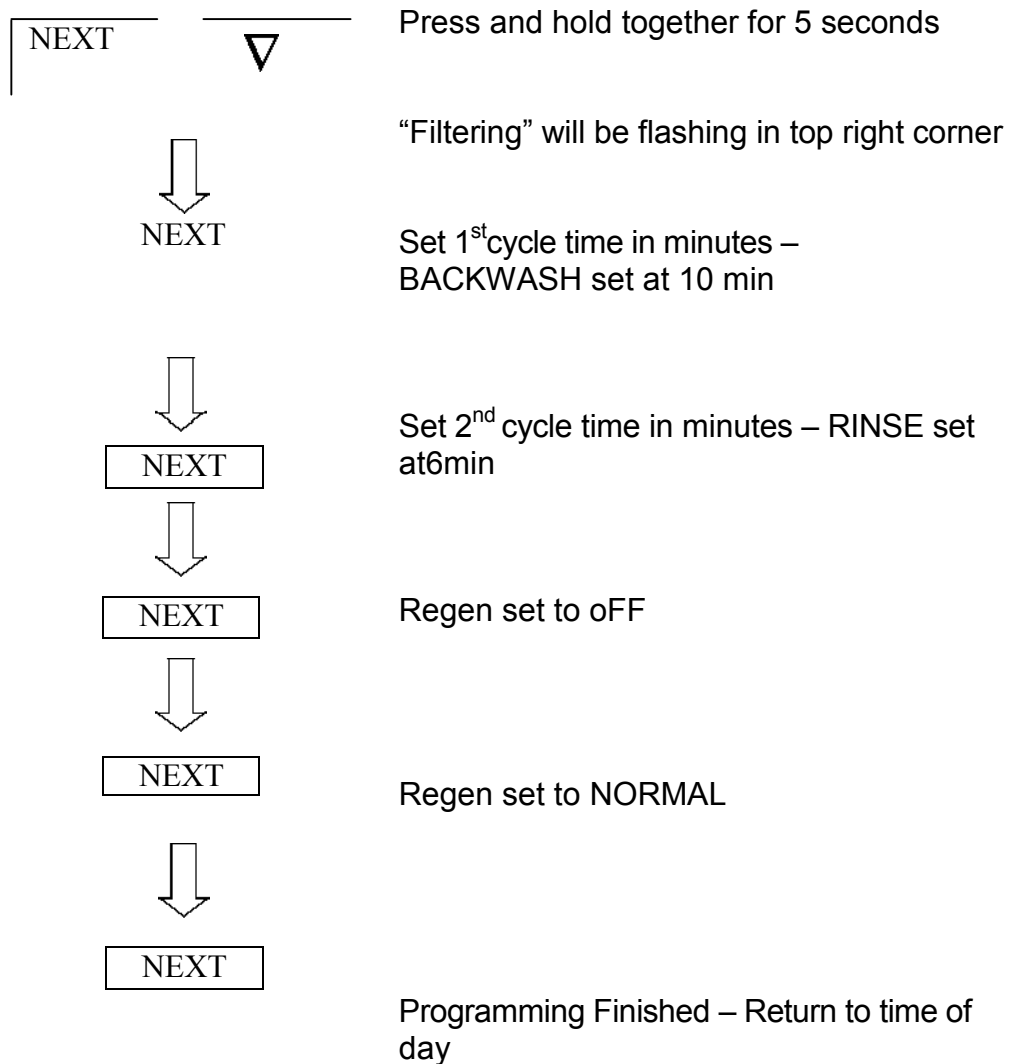 NEXT
Press and hold together for 5 seconds
“Filtering” will be flashing in top right corner
NEXT
Set 1st cycle time in minutes –
BACKWASH set at 10 min
Set 2nd cycle time in minutes – RINSE set
at6min
NEXT
NEXT
Regen set to oFF
NEXT
Regen set to NORMAL
NEXT
Programming Finished – Return to time of
day